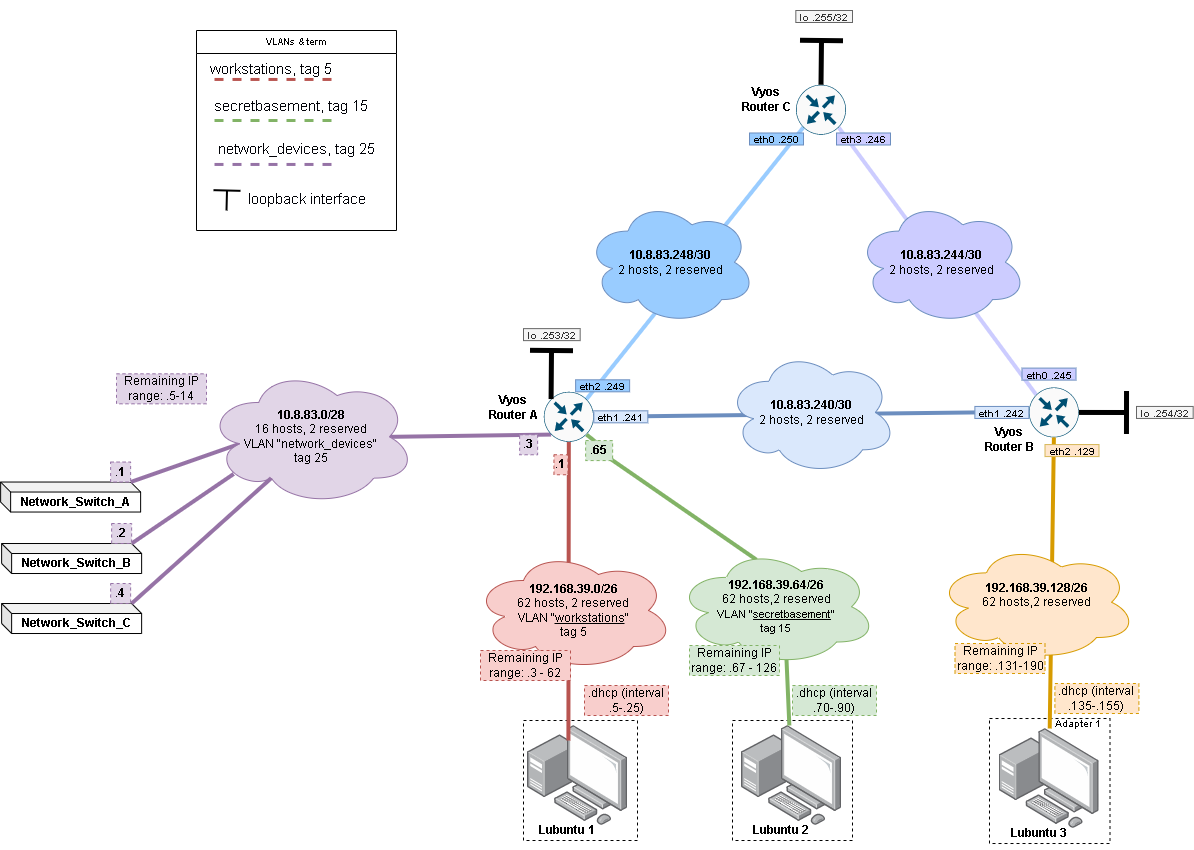 lo .255/32
VLANs & term
workstations, tag 5
secretbasement, tag 15
network_devices, tag 25
loopback interface
Vyos
Router C
eth0 .250
eth3 .246
10.8.83.248/30
2 hosts, 2 reserved
10.8.83.244/30
2 hosts, 2 reserved
lo .253/32
Remaining IP
range: .5-14
eth2 .249
eth0 .245
Vyos
Router A
eth1 .241
10.8.83.240/30
2 hosts, 2 reserved
eth1 .242
lo .254/32
Vyos
Router B
eth2 .129
10.8.83.0/28
16 hosts, 2 reserved
VLAN "network_devices"
tag 25
.3
.1
.65
.1
Network_Switch_A
.2
Network_Switch_B
.4
Network_Switch_C
192.168.39.0/26
62 hosts, 2 reserved
VLAN "workstations"
tag 5
192.168.39.64/26
62 hosts, 2 reserved
VLAN "secretbasement"
tag 15
192.168.39.128/26
62 hosts,2 reserved
Remaining IP
range: .3 - 62
Remaining IP
range: .67 - 126
Remaining IP
range: .131-190
.dhcp (interval
.5-.25)
.dhcp (interval
.70-.90)
.dhcp (interval
.135-.155)
Adapter 1
Lubuntu 1
Lubuntu 2
Lubuntu 3